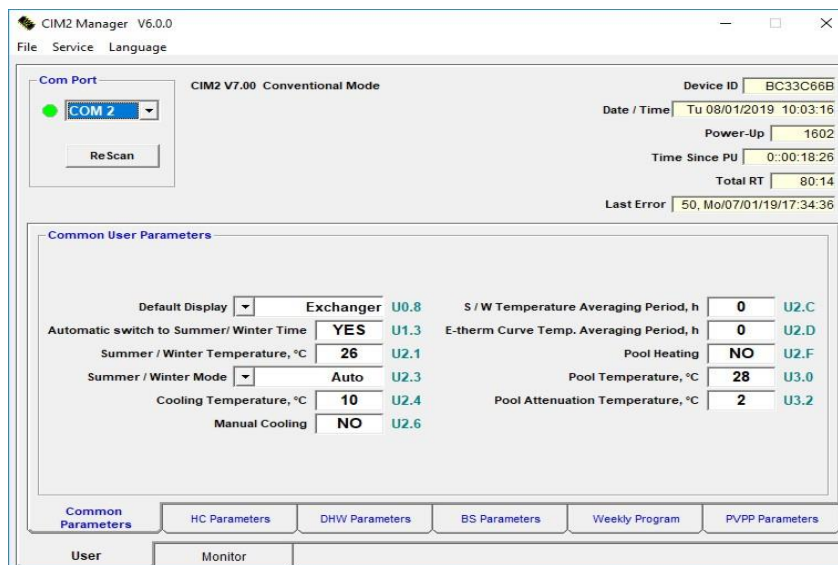 CIM2 Manager V6.0.0
File Service Language
Com Port
COM 2
ReScan
CIM2 V7.00 Conventional Mode
Device ID BC33C66B
Date / Time Tu 08/01/2019 10:03:16
Power-Up 1602
Time Since PU 0::00:18:26
Total RT 80:14
Last Error 50, Mo/07/01/19/17:34:36
Common User Parameters
Default Display Exchanger U0.8
Automatic switch to Summer/ Winter Time YES U1.3
Summer / Winter Temperature, °C 26 U2.1
Summer / Winter Mode Auto U2.3
Cooling Temperature, °C 10 U2.4
Manual Cooling NO U2.6
S / W Temperature Averaging Period, h 0 U2.C
E-therm Curve Temp. Averaging Period, h 0 U2.D
Pool Heating NO U2.F
Pool Temperature, °C 28 U3.0
Pool Attenuation Temperature, °C 2 U3.2
Common Parameters
HC Parameters
DHW Parameters
BS Parameters
Weekly Program
PVPP Parameters
User
Monitor